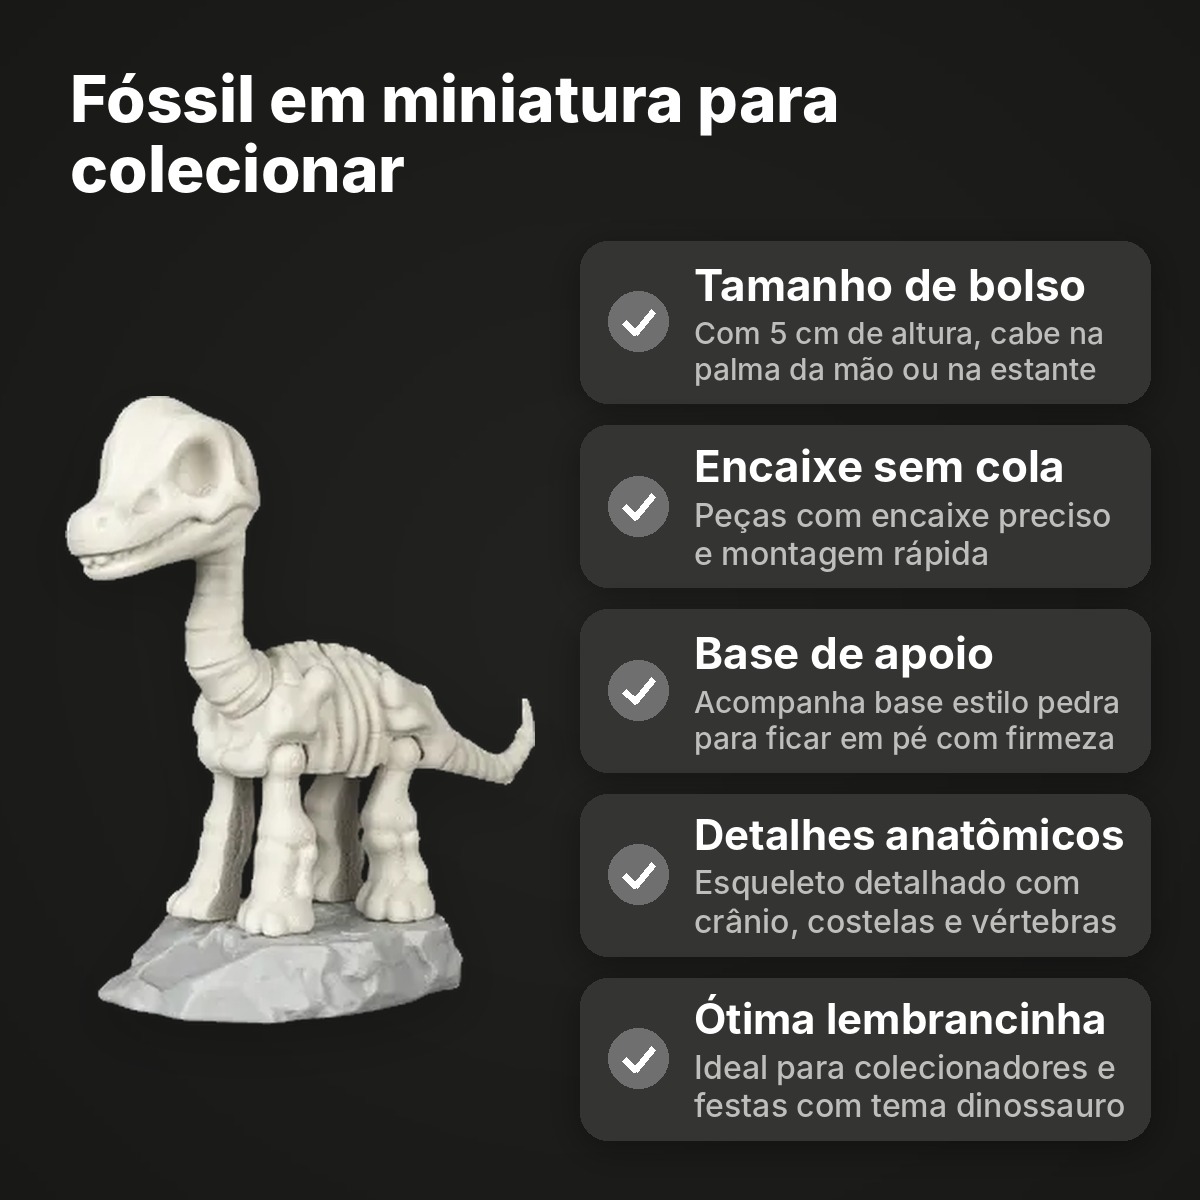 Fóssil em miniatura para
colecionar
Tamanho de bolso
Com 5 cm de altura, cabe na
palma da mão ou na estante
Encaixe sem cola
Peças com encaixe preciso
e montagem rápida
Base de apoio
Acompanha base estilo pedra
para ficar em pé com firmeza
Detalhes anatômicos
Esqueleto detalhado com
crânio, costelas e vértebras
Ótima lembrancinha
Ideal para colecionadores e
festas com tema dinossauro